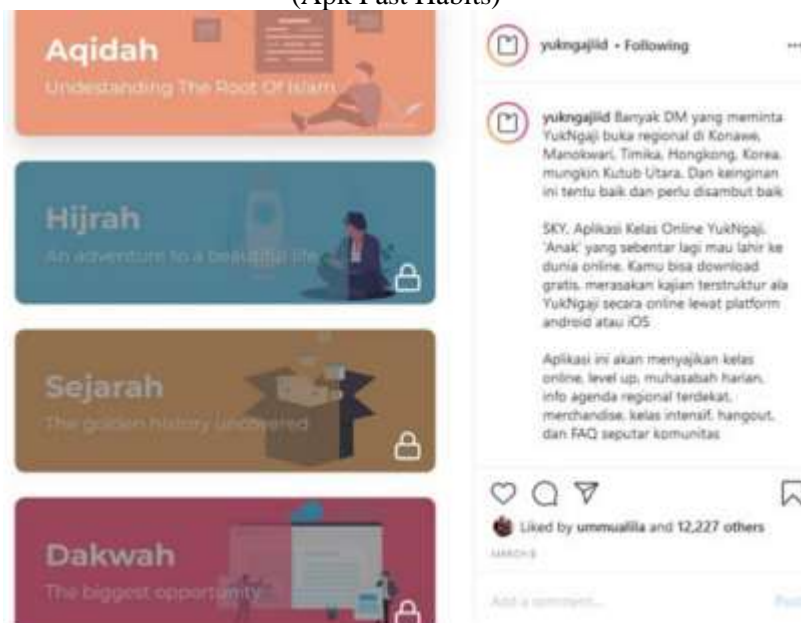 (Apk Past Habits)
Aqidah
Undestanding The Root Of Islam
Hijrah
An adventure to a beautiful life
Sejarah
The golden history uncovered
Dakwah
The biggest opportunity
yukngajiid • Following
yukngajiid Banyak DM yang meminta
YukNgaji buka regional di Konawe,
Manokwari, Timika, Hongkong, Korea,
mungkin Kutub Utara. Dan keinginan
ini tentu baik dan perlu disambut baik
SKY, Aplikasi Kelas Online YukNgaji.
'Anak' yang sebentar lagi mau lahir ke
dunia online. Kamu bisa download
gratis, merasakan kajian terstruktur ala
YukNgaji secara online lewat platform
android atau iOS
Aplikasi ini akan menyajikan kelas
online, level up, muhasabah harian,
info agenda regional terdekat,
merchandise, kelas intensif, hangout,
dan FAQ seputar komunitas
Liked by ummualila and 12,227 others
Add a comment...
Post